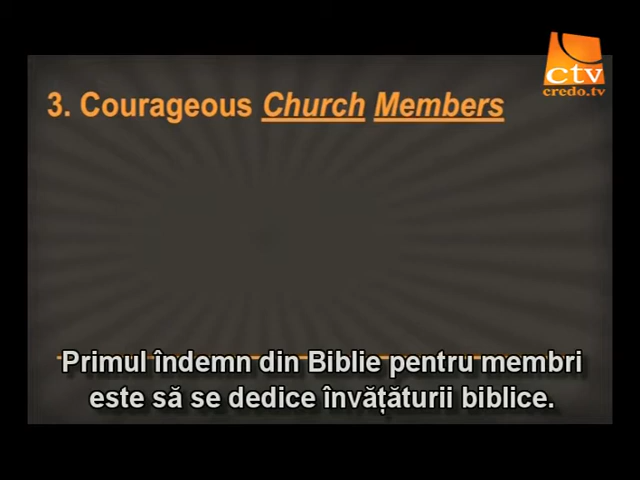 ctv
credo.tv
3. Courageous Church Members
Primul îndemn din Biblie pentru membri
este să se dedice învățăturii biblice.